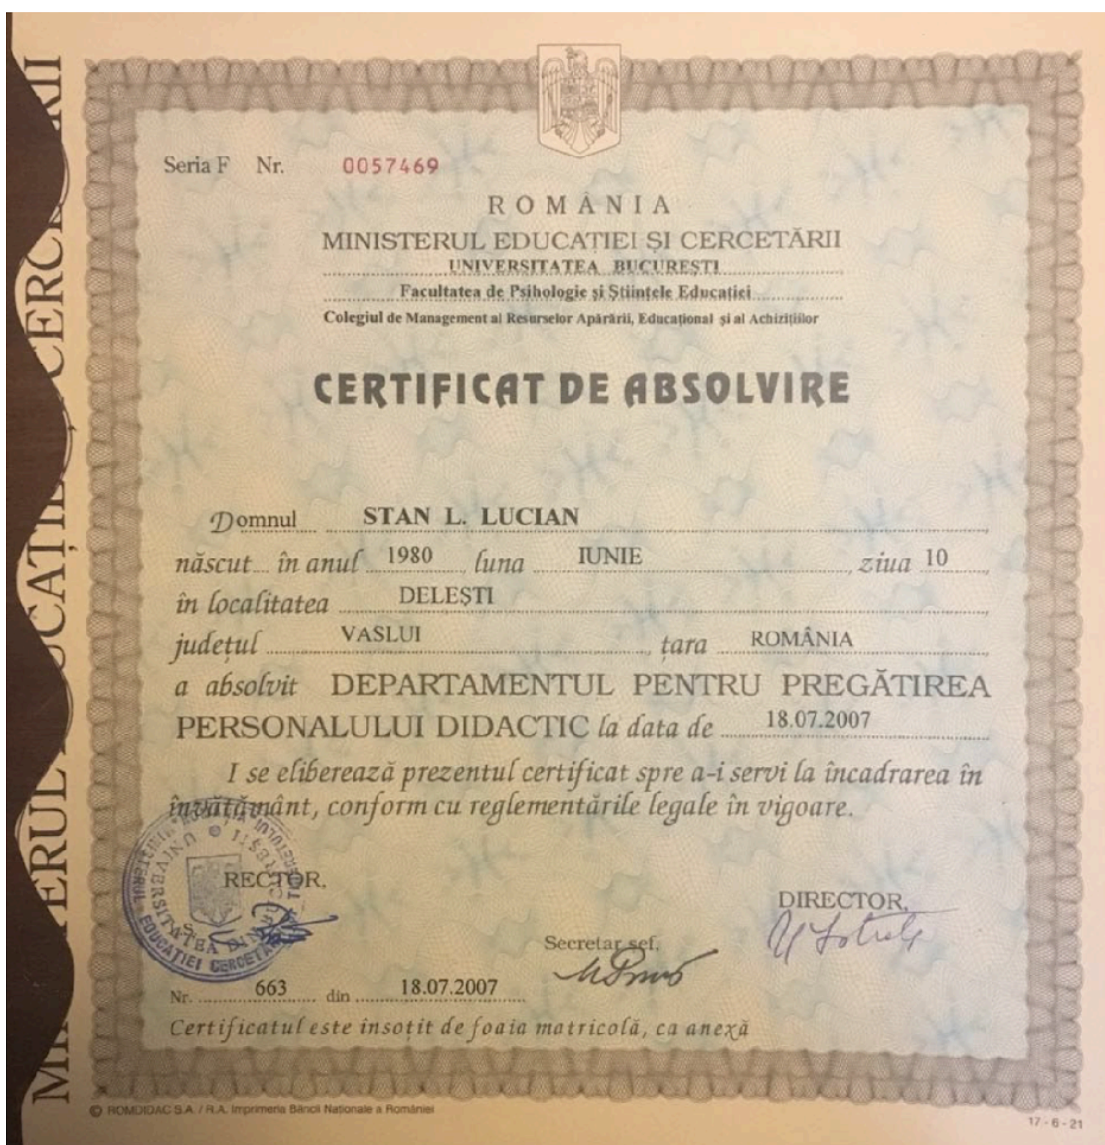 MINISTERUL EDUCAȚIEI ȘI CERCETĂRII
Seria F Nr. 0057469
ROMÂNIA
MINISTERUL EDUCAȚIEI ȘI CERCETĂRII
UNIVERSITATEA BUCUREȘTI
Facultatea de Psihologie și Științele Educației
Colegiul de Management al Resurselor Apărării, Educațional și al Achizițiilor
CERTIFICAT DE ABSOLVIRE
Domnul STAN L. LUCIAN
născut în anul 1980 luna IUNIE, ziua 10,
în localitatea DELEȘTI,
județul VASLUI, țara ROMÂNIA,
a absolvit DEPARTAMENTUL PENTRU PREGĂTIREA
PERSONALULUI DIDACTIC la data de 18.07.2007
I se eliberează prezentul certificat spre a-i servi la încadrarea în
învățământ, conform cu reglementările legale în vigoare.
RECTOR,
DIRECTOR,
Secretar șef,
Nr. 663 din 18.07.2007
Certificatul este însoțit de foaia matricolă, ca anexă
© ROMDIDAC S.A. / R.A. Imprimeria Băncii Naționale a României
17 - 6 - 21